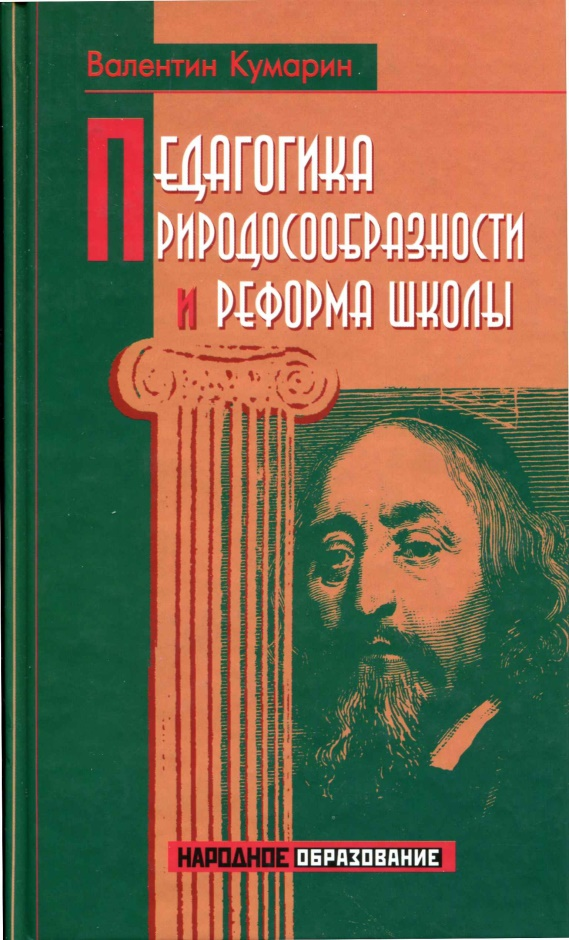 Валентин Кумарин
ПЕДАГОГИКА
ПРИРОДОСООБРАЗНОСТИ
И РЕФОРМА ШКОЛЫ
НАРОДНОЕ ОБРАЗОВАНИЕ